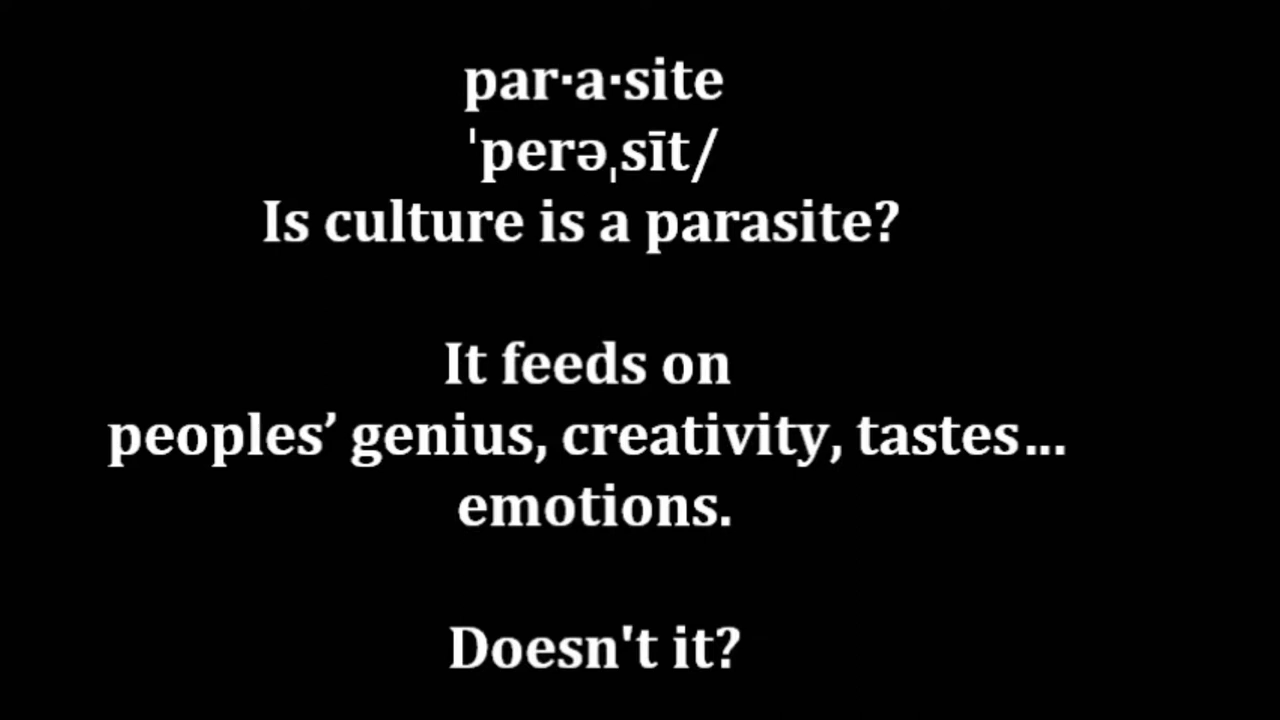 par·a·site
ˈperəˌsīt/
Is culture is a parasite?
It feeds on
peoples’ genius, creativity, tastes...
emotions.
Doesn't it?